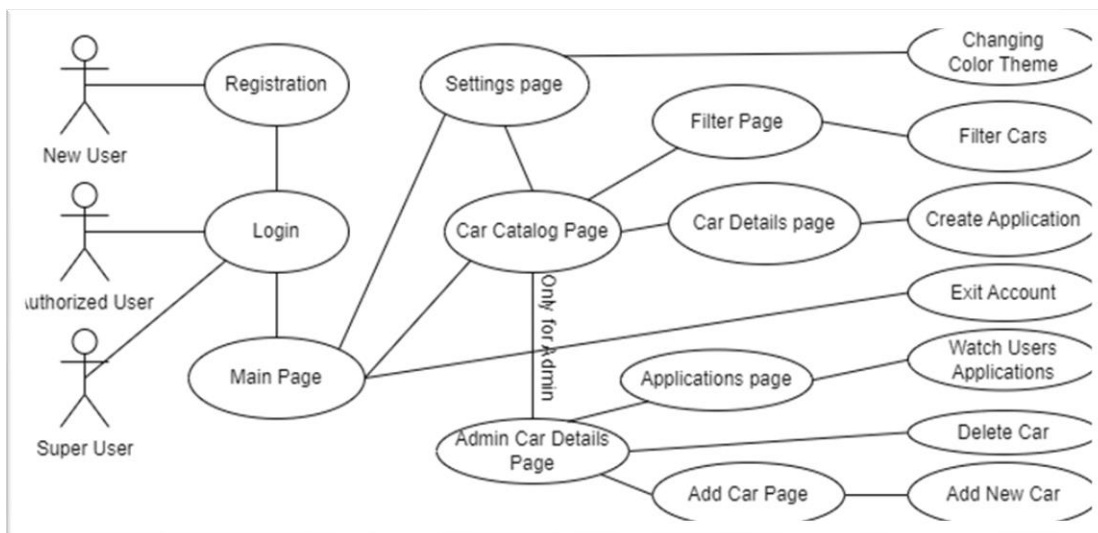 Changing
Color Theme
Registration
Settings page
Filter Page
Filter Cars
New User
Login
Car Catalog Page
Car Details page
Create Application
uthorized User
Only for Admin
Exit Account
Main Page
Applications page
Watch Users
Applications
Super User
Admin Car Details
Page
Delete Car
Add Car Page
Add New Car